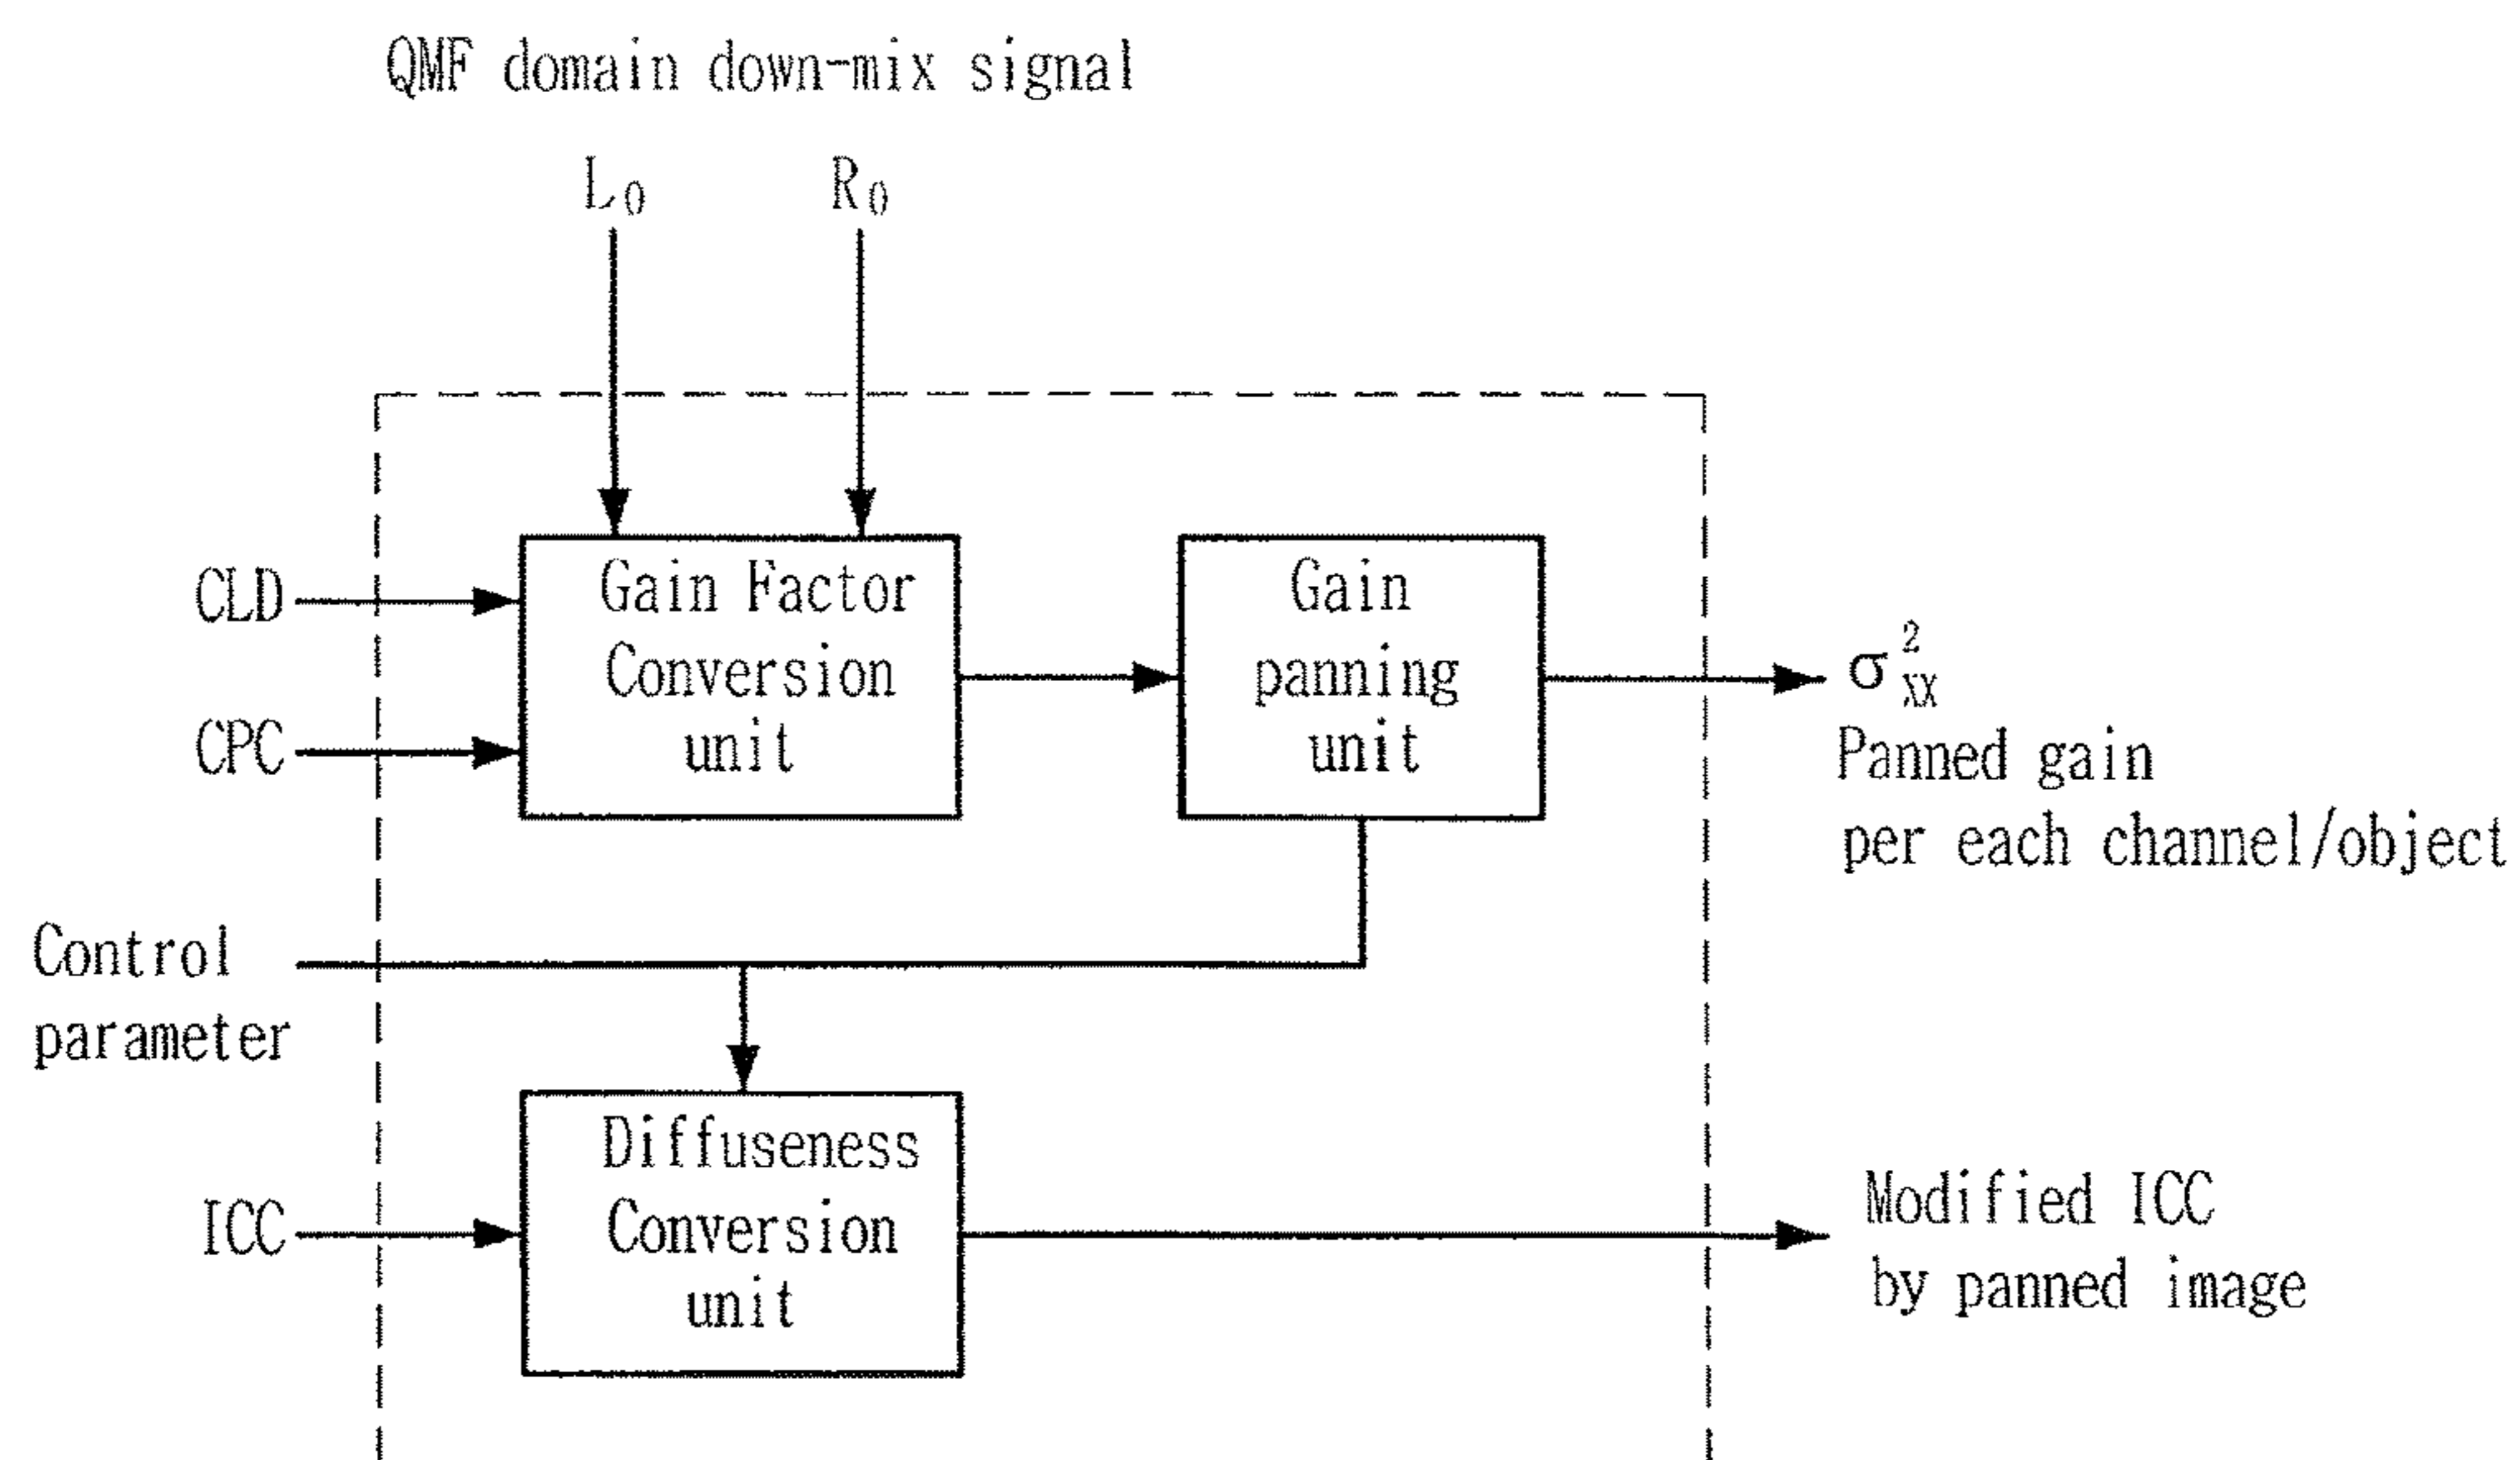 QMF domain down-mix signal
L0 R0
CLD
CPC
Gain Factor
Conversion
unit
Gain
panning
unit
σ²XX
Panned gain
per each channel/object
Control
parameter
ICC
Diffuseness
Conversion
unit
Modified ICC
by panned image